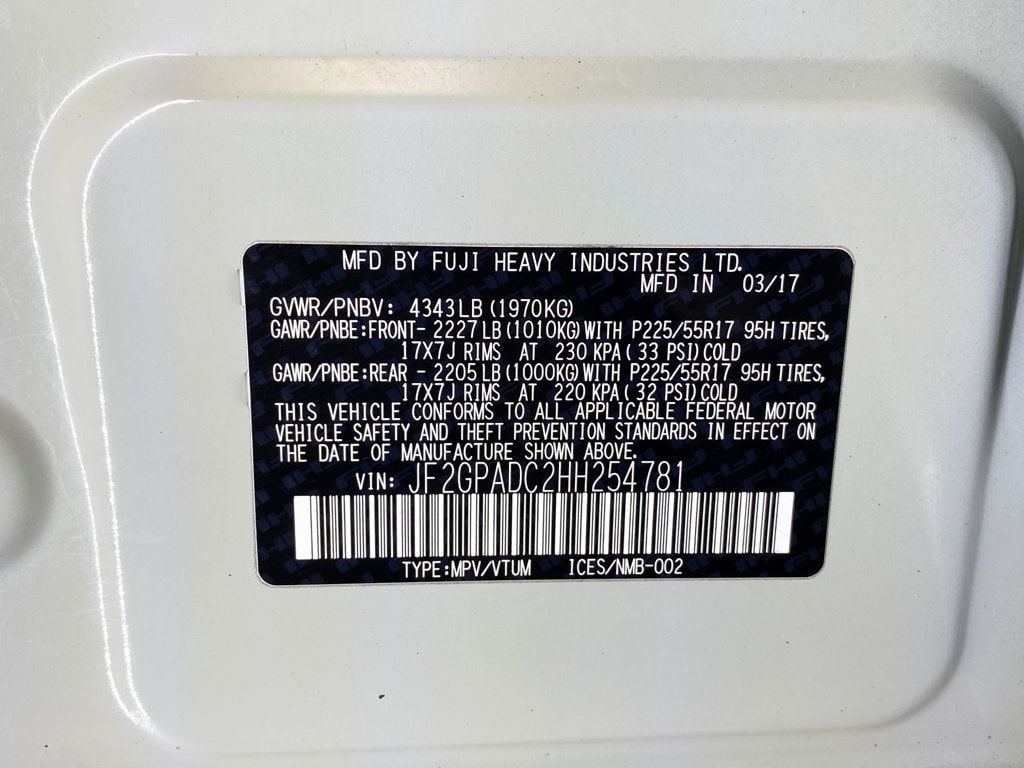 MFD BY FUJI HEAVY INDUSTRIES LTD.
MFD IN 03/17
GVWR/PNBV: 4343LB (1970KG)
GAWR/PNBE:FRONT- 2227LB (1010KG) WITH P225/55R17 95H TIRES,
17X7J RIMS AT 230 KPA (33 PSI) COLD
GAWR/PNBE:REAR - 2205LB (1000KG) WITH P225/55R17 95H TIRES,
17X7J RIMS AT 220 KPA (32 PSI) COLD
THIS VEHICLE CONFORMS TO ALL APPLICABLE FEDERAL MOTOR
VEHICLE SAFETY AND THEFT PREVENTION STANDARDS IN EFFECT ON
THE DATE OF MANUFACTURE SHOWN ABOVE.
VIN: JF2GPADC2HH254781
TYPE:MPV/VTUM ICES/NMB-002